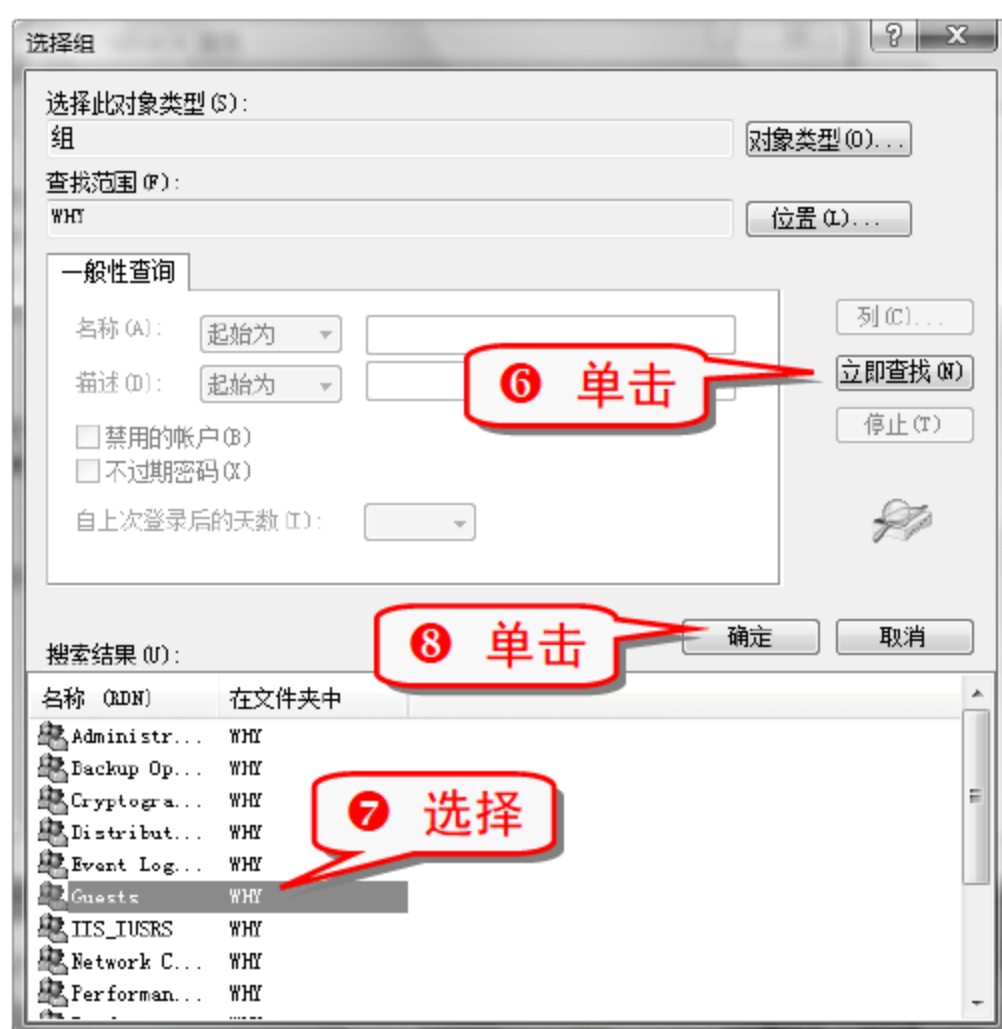 选择组
选择此对象类型(S):
组
对象类型(O)...
查找范围(F):
WHY
位置(L)...
一般性查询
名称(A):
起始为
列(C)...
描述(D):
起始为
❻ 单击
立即查找(N)
停止(T)
禁用的帐户(B)
不过期密码(X)
自上次登录后的天数(I):
❽ 单击
确定
取消
搜索结果(U):
名称 (RDN) 在文件夹中
Administr... WHY
Backup Op... WHY
Cryptogra... WHY
❼ 选择
Distribut... WHY
Event Log... WHY
Guests WHY
IIS_IUSRS WHY
Network C... WHY
Performan... WHY